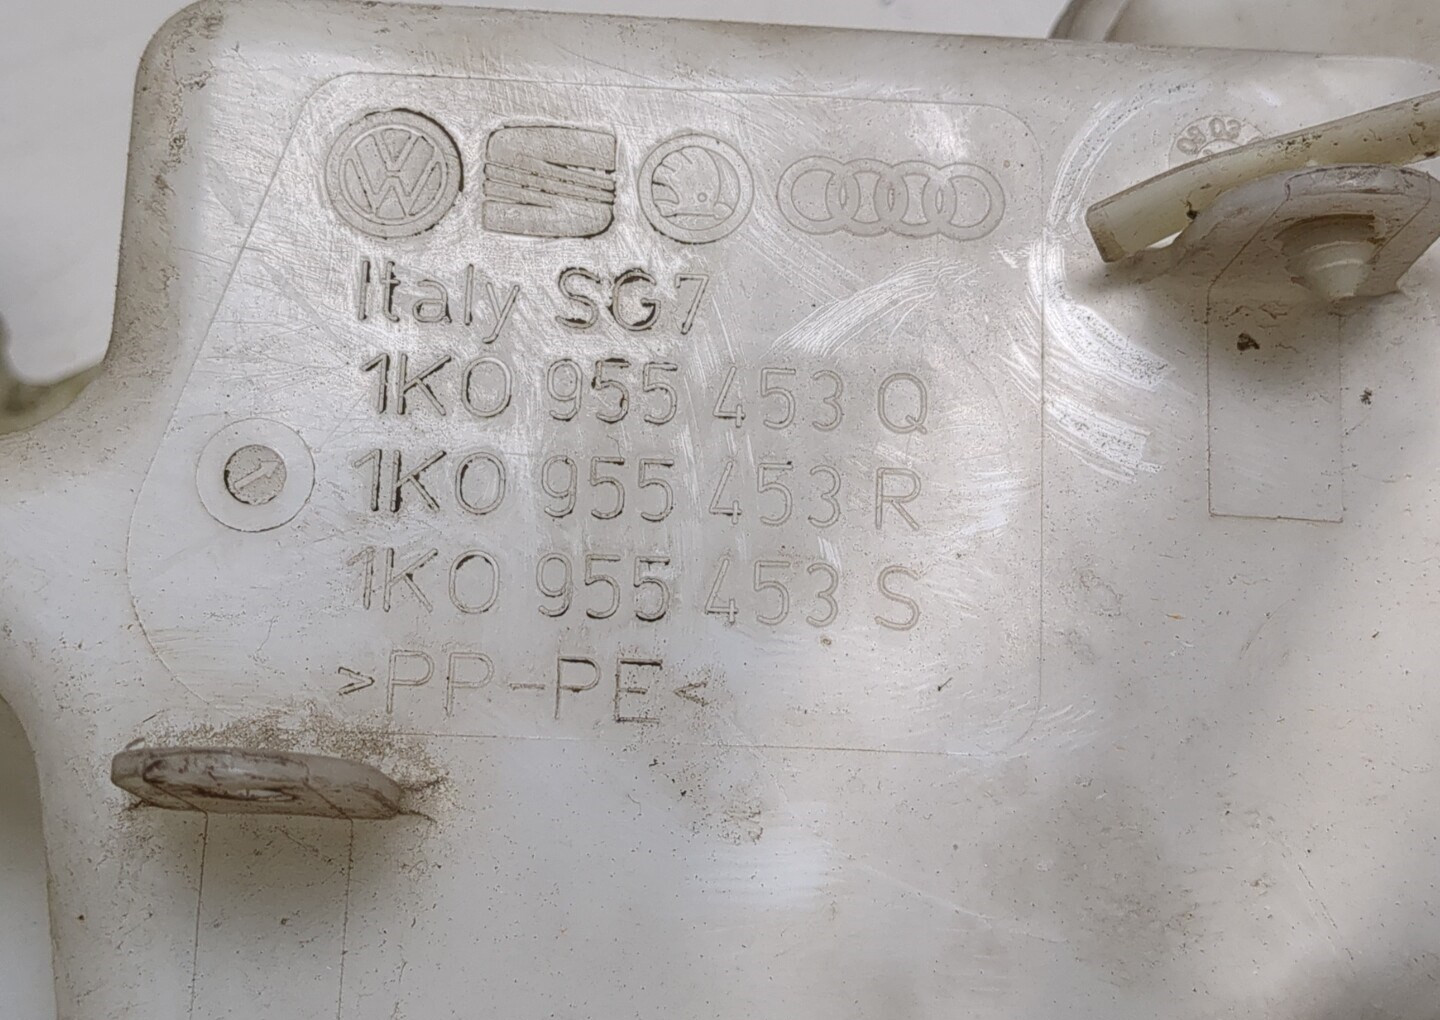 Italy SG7
1K0 955 453 Q
1K0 955 453 R
1K0 955 453 S
>PP-PE<